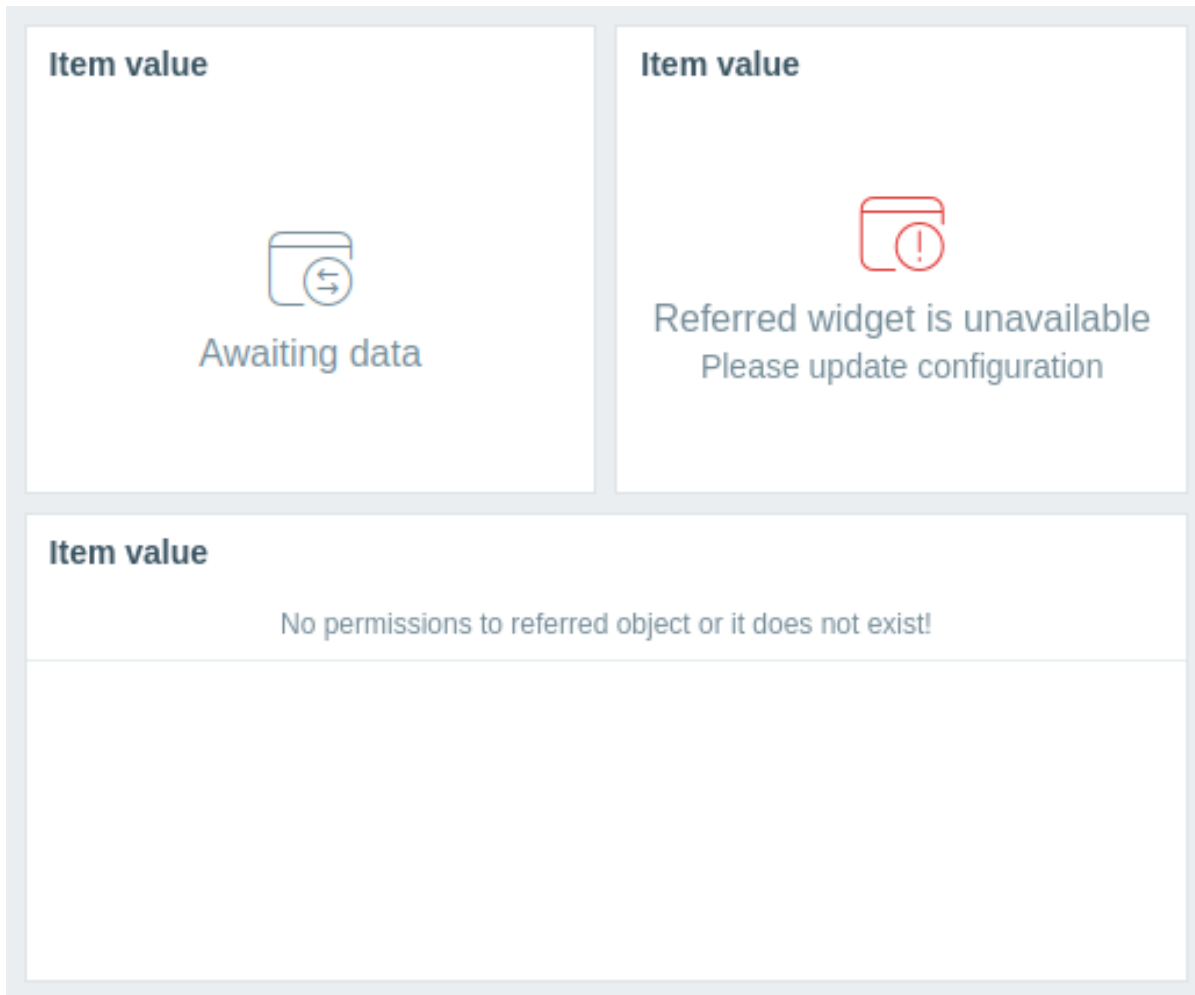 Item value
Awaiting data
Item value
Referred widget is unavailable
Please update configuration
Item value
No permissions to referred object or it does not exist!